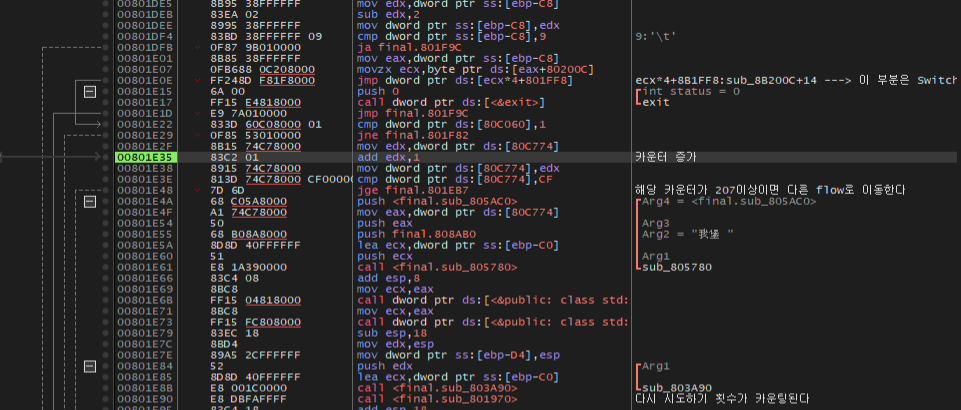 00801DE5 8B95 38FFFFFF mov edx,dword ptr ss:[ebp-C8]
00801DEB 83EA 02 sub edx,2
00801DEE 8995 38FFFFFF mov dword ptr ss:[ebp-C8],edx
00801DF4 83BD 38FFFFFF 09 cmp dword ptr ss:[ebp-C8],9 9:'\t'
00801DFB 0F87 9B010000 ja final.801F9C
00801E01 8B85 38FFFFFF mov eax,dword ptr ss:[ebp-C8]
00801E07 0FB688 0C208000 movzx ecx,byte ptr ds:[eax+80200C]
00801E0E FF248D F81F8000 jmp dword ptr ds:[ecx*4+801FF8] ecx*4+8B1FF8:sub_8B200C+14 ---> 이 부분은 Switch
00801E15 6A 00 push 0 int status = 0
00801E17 FF15 E4818000 call dword ptr ds:[<&exit>] exit
00801E1D E9 7A010000 jmp final.801F9C
00801E22 833D 60C08000 01 cmp dword ptr ds:[80C060],1
00801E29 0F85 53010000 jne final.801F82
00801E2F 8B15 74C78000 mov edx,dword ptr ds:[80C774]
00801E35 83C2 01 add edx,1 카운터 증가
00801E38 8915 74C78000 mov dword ptr ds:[80C774],edx
00801E3E 813D 74C78000 CF00000 cmp dword ptr ds:[80C774],CF
00801E48 7D 6D jge final.801EB7 해당 카운터가 207이상이면 다른 flow로 이동한다
00801E4A 68 C05A8000 push <final.sub_805AC0> Arg4 = <final.sub_805AC0>
00801E4F A1 74C78000 mov eax,dword ptr ds:[80C774]
00801E54 50 push eax Arg3
00801E55 68 B08A8000 push final.808AB0 Arg2 = "我堡 "
00801E5A 8D8D 40FFFFFF lea ecx,dword ptr ss:[ebp-C0]
00801E60 51 push ecx Arg1
00801E61 E8 1A390000 call <final.sub_805780> sub_805780
00801E66 83C4 08 add esp,8
00801E69 8BC8 mov ecx,eax
00801E6B FF15 04818000 call dword ptr ds:[<&public: class std:
00801E71 8BC8 mov ecx,eax
00801E73 FF15 FC808000 call dword ptr ds:[<&public: class std:
00801E79 83EC 18 sub esp,18
00801E7C 8BD4 mov edx,esp
00801E7E 89A5 2CFFFFFF mov dword ptr ss:[ebp-D4],esp
00801E84 52 push edx Arg1
00801E85 8D8D 40FFFFFF lea ecx,dword ptr ss:[ebp-C0]
00801E8B E8 001C0000 call <final.sub_803A90> sub_803A90
00801E90 E8 DBFAFFFF call <final.sub_801970> 다시 시도하기 횟수가 카운팅된다
00801E95 83C4 18 add esp,18